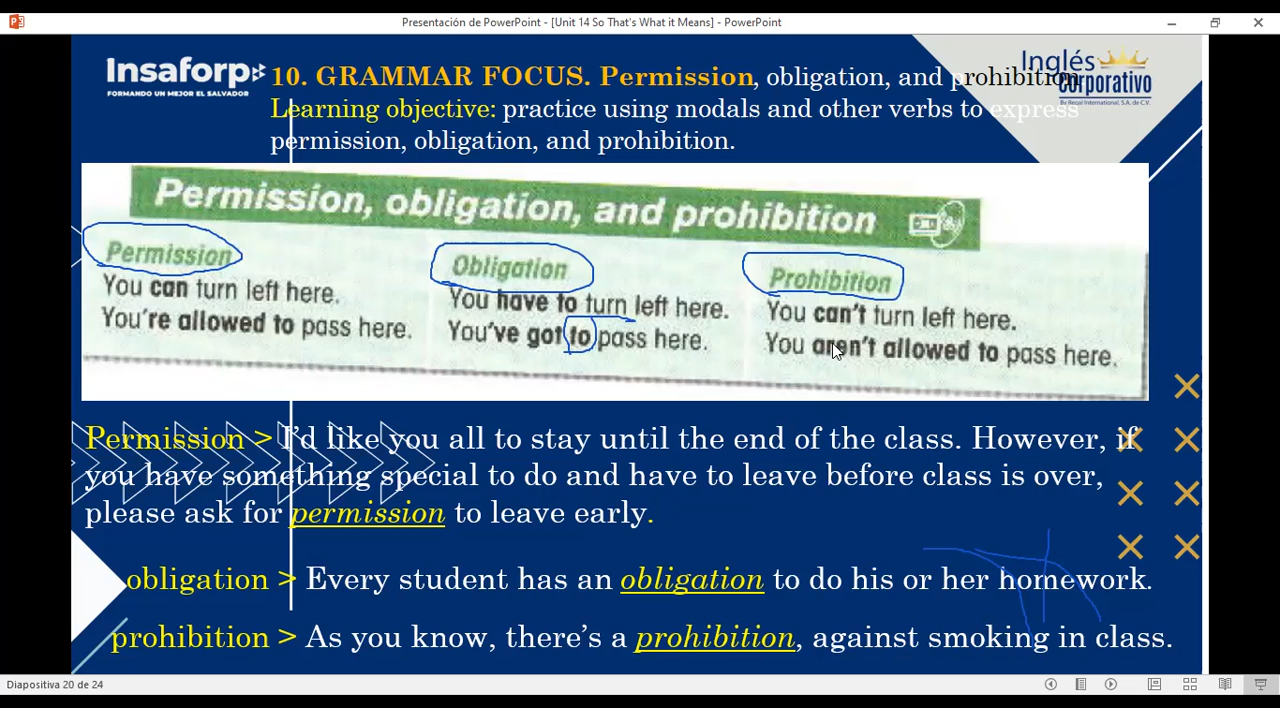 Presentación de PowerPoint - [Unit 14 So That's What it Means] - PowerPoint
Insaforp
FORMANDO UN MEJOR EL SALVADOR
10. GRAMMAR FOCUS. Permission, obligation, and prohibition
Learning objective: practice using modals and other verbs to express
permission, obligation, and prohibition.
Inglés
Corporativo
By Regal International, S.A. de C.V.
Permission, obligation, and prohibition
Permission
You can turn left here.
You're allowed to pass here.
Obligation
You have to turn left here.
You've got to pass here.
Prohibition
You can't turn left here.
You aren't allowed to pass here.
Permission > I'd like you all to stay until the end of the class. However, if
you have something special to do and have to leave before class is over,
please ask for permission to leave early.
obligation > Every student has an obligation to do his or her homework.
prohibition > As you know, there's a prohibition, against smoking in class.
Diapositiva 20 de 24